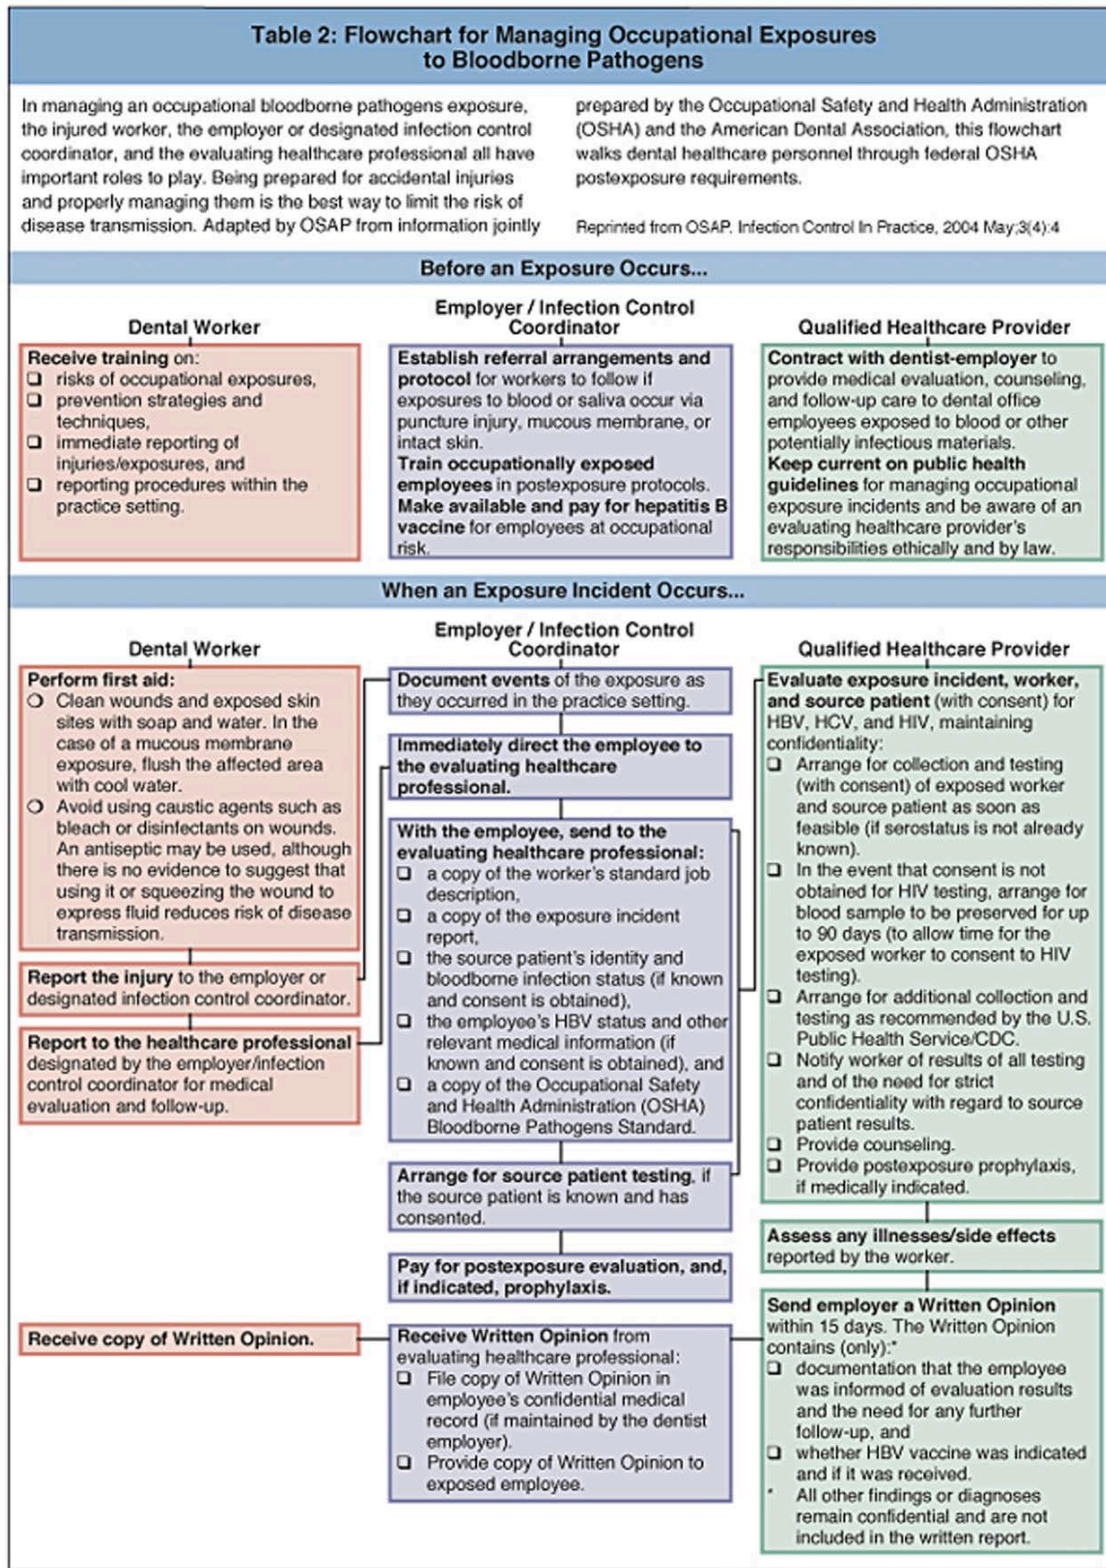 Table 2: Flowchart for Managing Occupational Exposures
to Bloodborne Pathogens
In managing an occupational bloodborne pathogens exposure,
the injured worker, the employer or designated infection control
coordinator, and the evaluating healthcare professional all have
important roles to play. Being prepared for accidental injuries
and properly managing them is the best way to limit the risk of
disease transmission. Adapted by OSAP from information jointly
prepared by the Occupational Safety and Health Administration
(OSHA) and the American Dental Association, this flowchart
walks dental healthcare personnel through federal OSHA
postexposure requirements.
Reprinted from OSAP. Infection Control In Practice, 2004 May;3(4):4
Before an Exposure Occurs...
Dental Worker
Receive training on:
❑ risks of occupational exposures,
❑ prevention strategies and
techniques,
❑ immediate reporting of
injuries/exposures, and
❑ reporting procedures within the
practice setting.
Employer / Infection Control
Coordinator
Establish referral arrangements and
protocol for workers to follow if
exposures to blood or saliva occur via
puncture injury, mucous membrane, or
intact skin.
Train occupationally exposed
employees in postexposure protocols.
Make available and pay for hepatitis B
vaccine for employees at occupational
risk.
Qualified Healthcare Provider
Contract with dentist-employer to
provide medical evaluation, counseling,
and follow-up care to dental office
employees exposed to blood or other
potentially infectious materials.
Keep current on public health
guidelines for managing occupational
exposure incidents and be aware of an
evaluating healthcare provider's
responsibilities ethically and by law.
When an Exposure Incident Occurs...
Dental Worker
Perform first aid:
❍ Clean wounds and exposed skin
sites with soap and water. In the
case of a mucous membrane
exposure, flush the affected area
with cool water.
❍ Avoid using caustic agents such as
bleach or disinfectants on wounds.
An antiseptic may be used, although
there is no evidence to suggest that
using it or squeezing the wound to
express fluid reduces risk of disease
transmission.
Report the injury to the employer or
designated infection control coordinator.
Report to the healthcare professional
designated by the employer/infection
control coordinator for medical
evaluation and follow-up.
Receive copy of Written Opinion.
Employer / Infection Control
Coordinator
Document events of the exposure as
they occurred in the practice setting.
Immediately direct the employee to
the evaluating healthcare
professional.
With the employee, send to the
evaluating healthcare professional:
❑ a copy of the worker's standard job
description,
❑ a copy of the exposure incident
report,
❑ the source patient's identity and
bloodborne infection status (if known
and consent is obtained),
❑ the employee's HBV status and other
relevant medical information (if
known and consent is obtained), and
❑ a copy of the Occupational Safety
and Health Administration (OSHA)
Bloodborne Pathogens Standard.
Arrange for source patient testing, if
the source patient is known and has
consented.
Pay for postexposure evaluation, and,
if indicated, prophylaxis.
Receive Written Opinion from
evaluating healthcare professional:
❑ File copy of Written Opinion in
employee's confidential medical
record (if maintained by the dentist
employer).
❑ Provide copy of Written Opinion to
exposed employee.
Qualified Healthcare Provider
Evaluate exposure incident, worker,
and source patient (with consent) for
HBV, HCV, and HIV, maintaining
confidentiality:
❑ Arrange for collection and testing
(with consent) of exposed worker
and source patient as soon as
feasible (if serostatus is not already
known).
❑ In the event that consent is not
obtained for HIV testing, arrange for
blood sample to be preserved for up
to 90 days (to allow time for the
exposed worker to consent to HIV
testing).
❑ Arrange for additional collection and
testing as recommended by the U.S.
Public Health Service/CDC.
❑ Notify worker of results of all testing
and of the need for strict
confidentiality with regard to source
patient results.
❑ Provide counseling.
❑ Provide postexposure prophylaxis,
if medically indicated.
Assess any illnesses/side effects
reported by the worker.
Send employer a Written Opinion
within 15 days. The Written Opinion
contains (only):*
❑ documentation that the employee
was informed of evaluation results
and the need for any further
follow-up, and
❑ whether HBV vaccine was indicated
and if it was received.
* All other findings or diagnoses
remain confidential and are not
included in the written report.